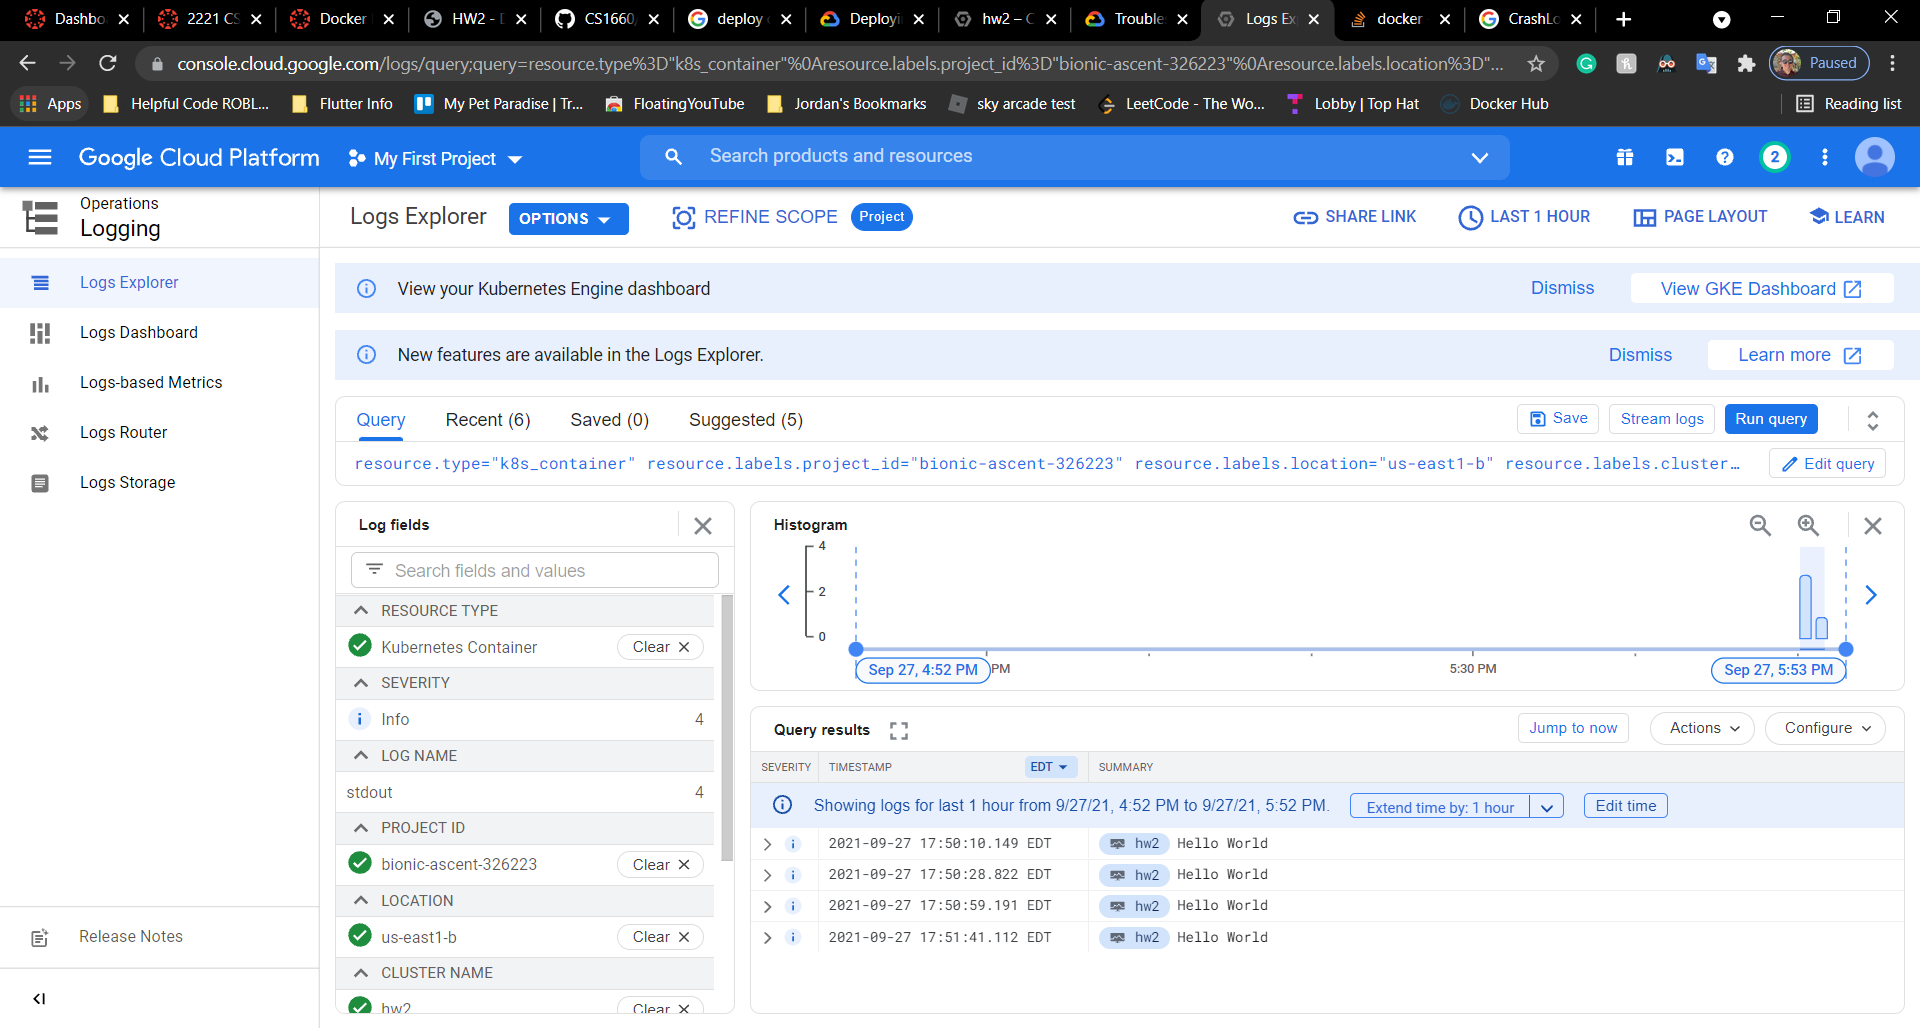 Dashbo
2221 CS
Docker
HW2 - D
CS1660/
deploy
Deployi
hw2 – C
Trouble
Logs Ex
docker
CrashLo
console.cloud.google.com/logs/query;query=resource.type%3D"k8s_container"%0Aresource.labels.project_id%3D"bionic-ascent-326223"%0Aresource.labels.location%3D"...
Paused
Apps
Helpful Code ROBL...
Flutter Info
My Pet Paradise | Tr...
FloatingYouTube
Jordan's Bookmarks
sky arcade test
LeetCode - The Wo...
Lobby | Top Hat
Docker Hub
Reading list
Google Cloud Platform
My First Project
Search products and resources
2
Operations
Logging
Logs Explorer
OPTIONS
REFINE SCOPE
Project
SHARE LINK
LAST 1 HOUR
PAGE LAYOUT
LEARN
Logs Explorer
Logs Dashboard
Logs-based Metrics
Logs Router
Logs Storage
Release Notes
View your Kubernetes Engine dashboard
Dismiss
View GKE Dashboard
New features are available in the Logs Explorer.
Dismiss
Learn more
Query
Recent (6)
Saved (0)
Suggested (5)
Save
Stream logs
Run query
resource.type="k8s_container" resource.labels.project_id="bionic-ascent-326223" resource.labels.location="us-east1-b" resource.labels.cluster…
Edit query
Log fields
Search fields and values
RESOURCE TYPE
Kubernetes Container
Clear
SEVERITY
Info
4
LOG NAME
stdout
4
PROJECT ID
bionic-ascent-326223
Clear
LOCATION
us-east1-b
Clear
CLUSTER NAME
hw2
Clear
Histogram
4
2
0
Sep 27, 4:52 PM
PM
5:30 PM
Sep 27, 5:53 PM
Query results
Jump to now
Actions
Configure
SEVERITY
TIMESTAMP
EDT
SUMMARY
Showing logs for last 1 hour from 9/27/21, 4:52 PM to 9/27/21, 5:52 PM.
Extend time by: 1 hour
Edit time
2021-09-27 17:50:10.149 EDT hw2 Hello World
2021-09-27 17:50:28.822 EDT hw2 Hello World
2021-09-27 17:50:59.191 EDT hw2 Hello World
2021-09-27 17:51:41.112 EDT hw2 Hello World